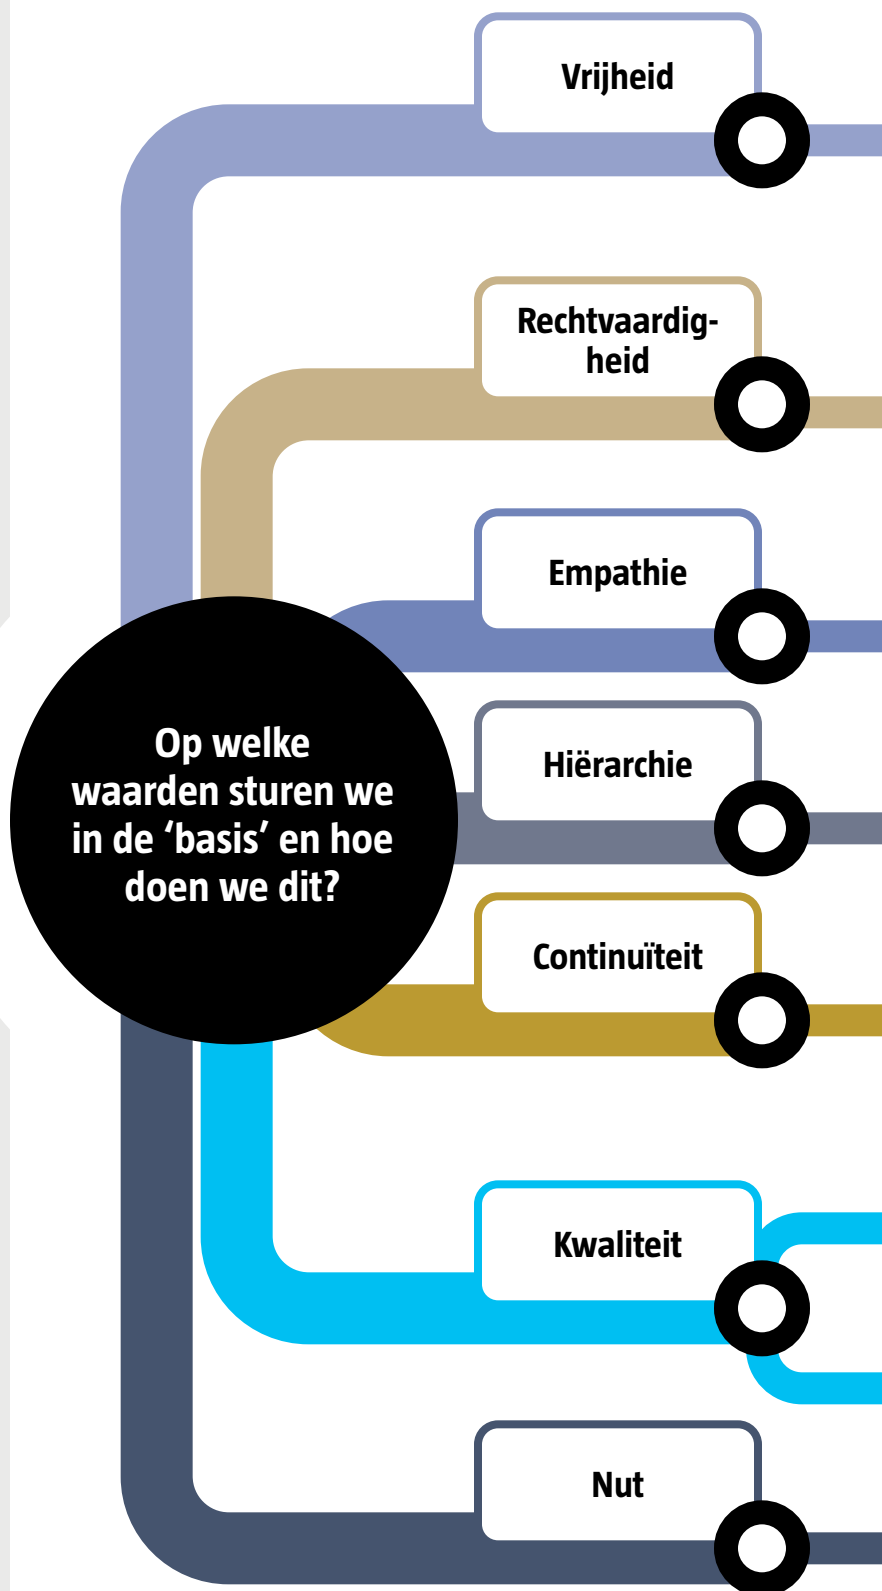 Vrijheid
Rechtvaardig-
heid
Empathie
Hiërarchie
Op welke
waarden sturen we
in de ‘basis’ en hoe
doen we dit?
Continuïteit
Kwaliteit
Nut